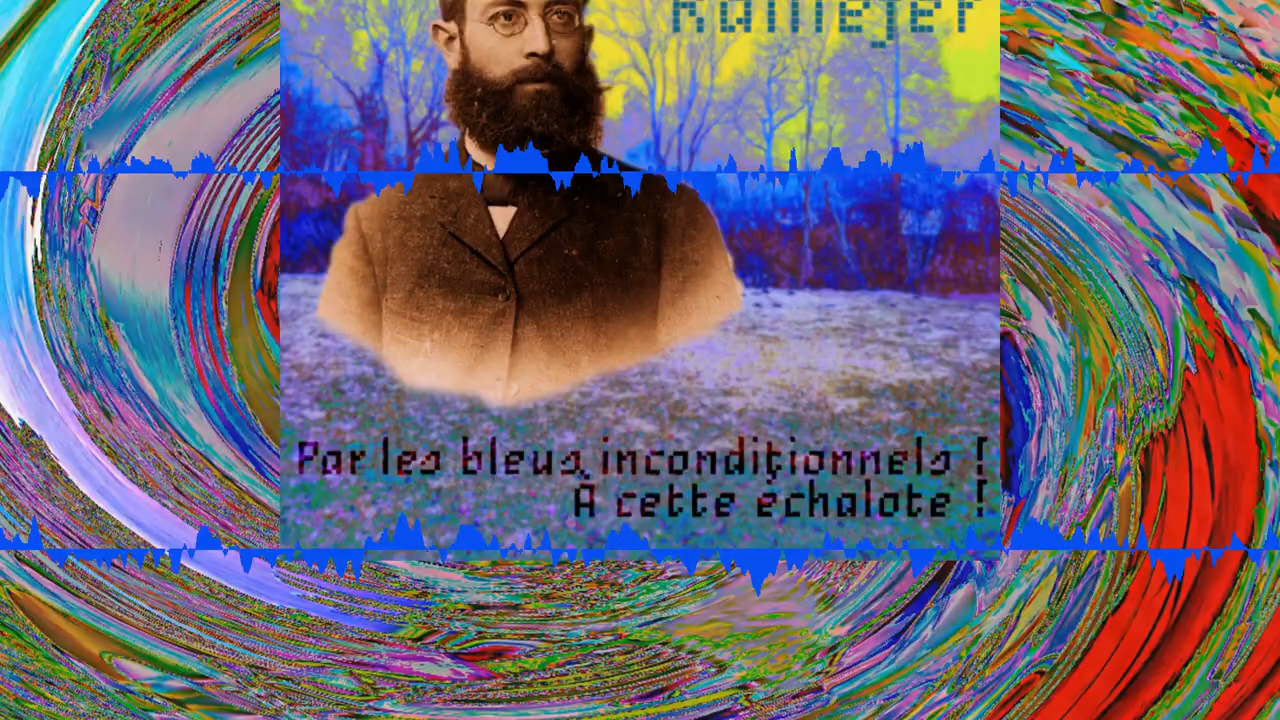 Par les bleus inconditionnels !
À cette échalote !